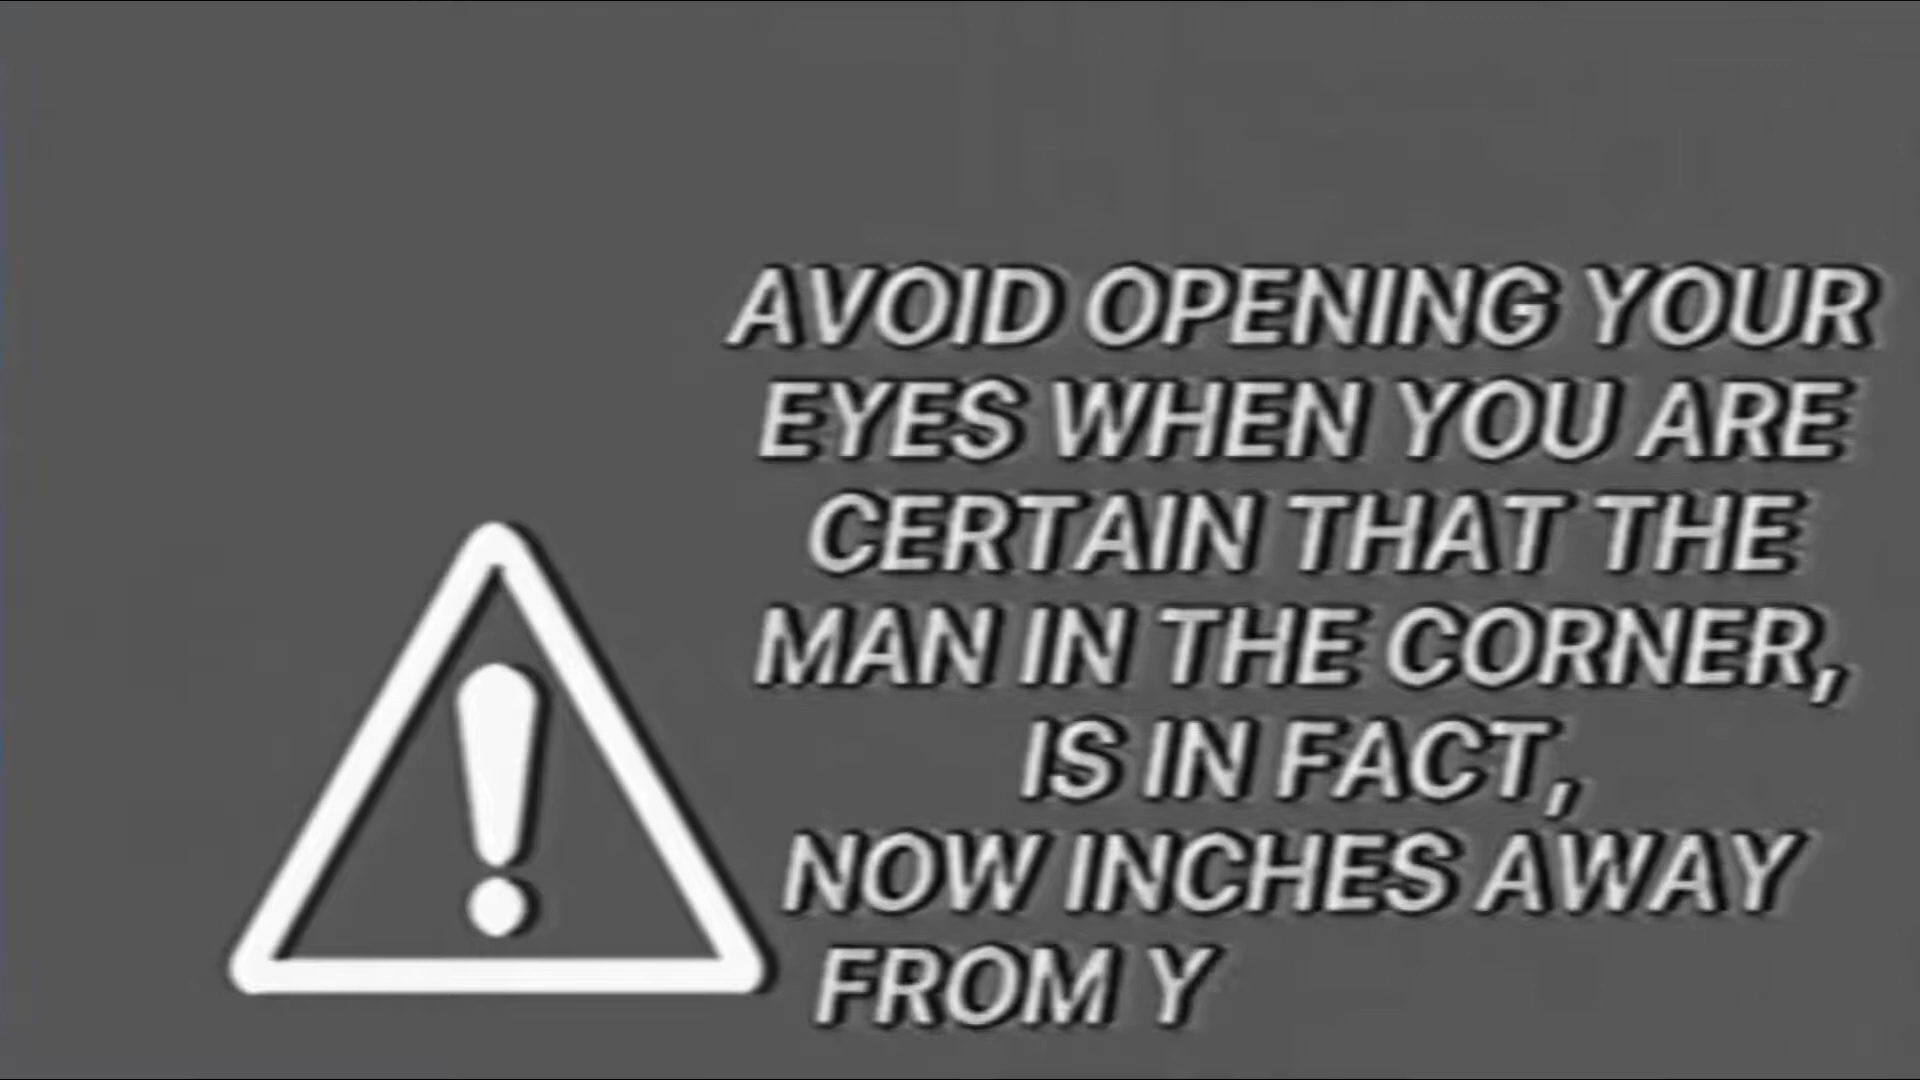 AVOID OPENING YOUR
EYES WHEN YOU ARE
CERTAIN THAT THE
MAN IN THE CORNER,
IS IN FACT,
NOW INCHES AWAY
FROM Y